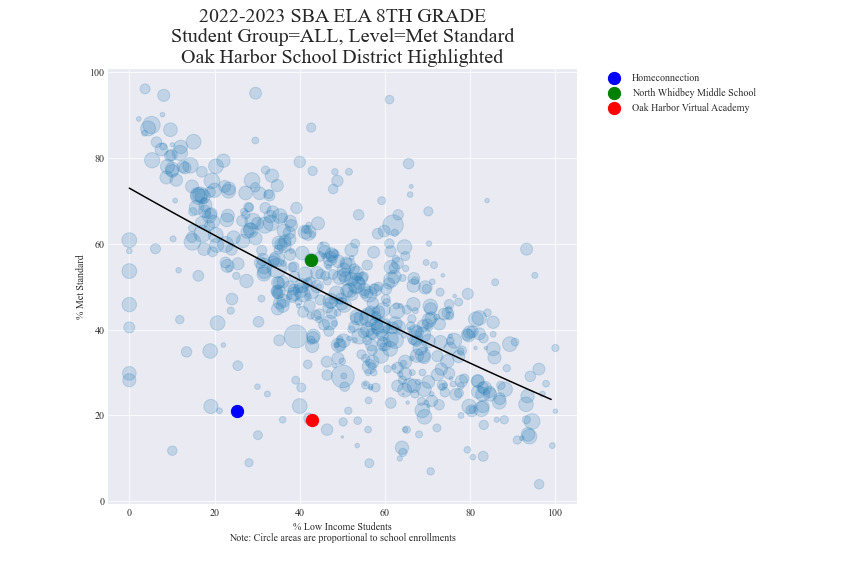 2022-2023 SBA ELA 8TH GRADE
Student Group=ALL, Level=Met Standard
Oak Harbor School District Highlighted
Homeconnection
North Whidbey Middle School
Oak Harbor Virtual Academy
% Met Standard
100
80
60
40
20
0
0 20 40 60 80 100
% Low Income Students
Note: Circle areas are proportional to school enrollments